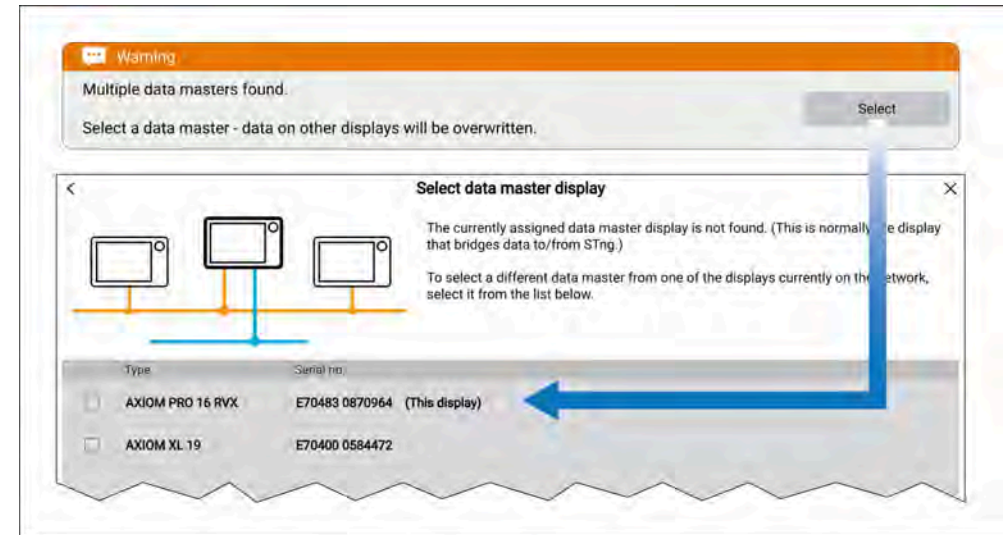 Warning
Multiple data masters found.
Select a data master - data on other displays will be overwritten.
Select
Select data master display
The currently assigned data master display is not found. (This is normally display
that bridges data to/from STng.)
To select a different data master from one of the displays currently on the network,
select it from the list below.
Type Serial no.
AXIOM PRO 16 RVX E70483 0870964 (This display)
AXIOM XL 19 E70400 0584472